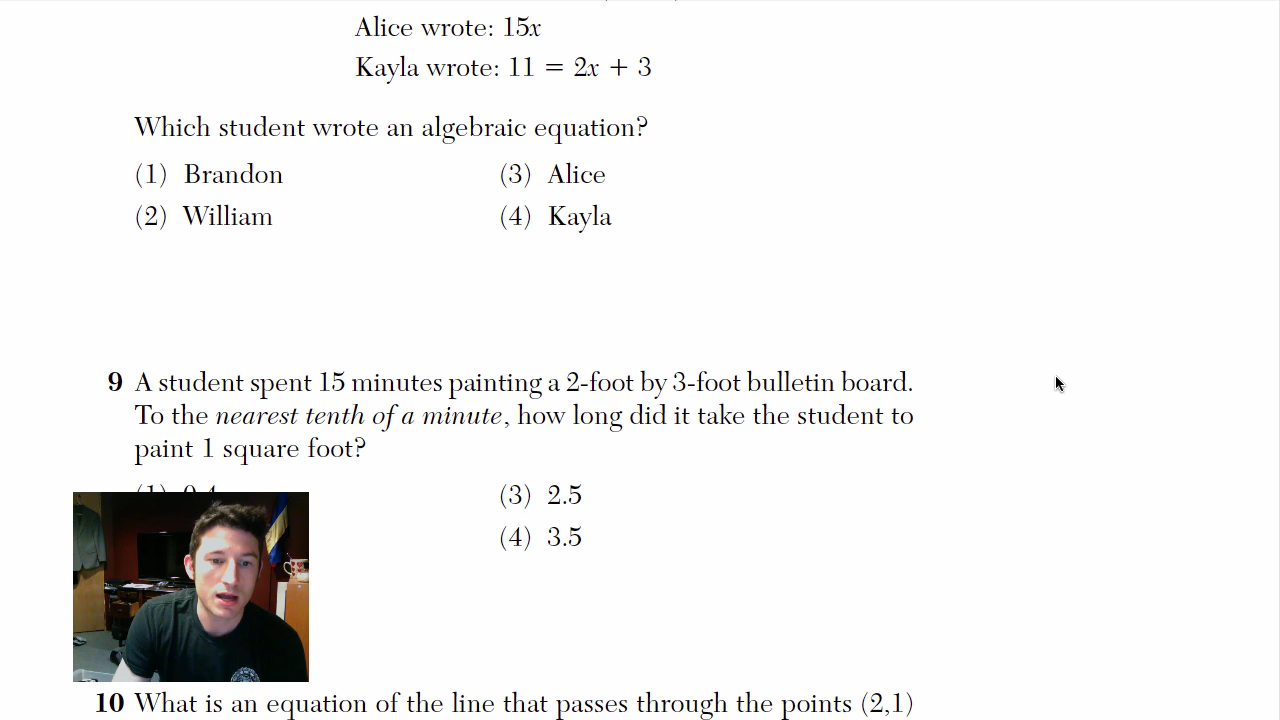 Alice wrote: 15x
Kayla wrote: 11 = 2x + 3
Which student wrote an algebraic equation?
(1) Brandon (3) Alice
(2) William (4) Kayla
9 A student spent 15 minutes painting a 2-foot by 3-foot bulletin board.
To the nearest tenth of a minute, how long did it take the student to
paint 1 square foot?
(3) 2.5
(4) 3.5
10 What is an equation of the line that passes through the points (2,1)